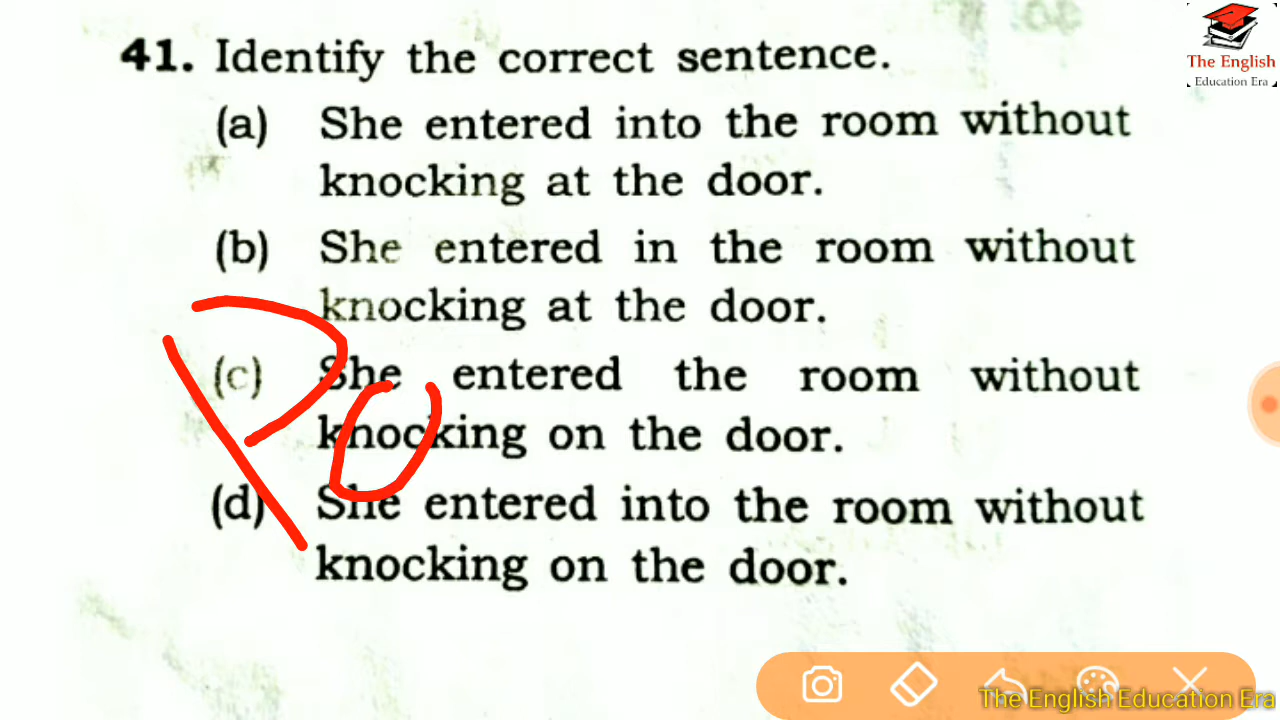 The English
Education Era
41. Identify the correct sentence.
(a) She entered into the room without
knocking at the door.
(b) She entered in the room without
knocking at the door.
(c) She entered the room without
knocking on the door.
(d) She entered into the room without
knocking on the door.
Po
The English Education Era